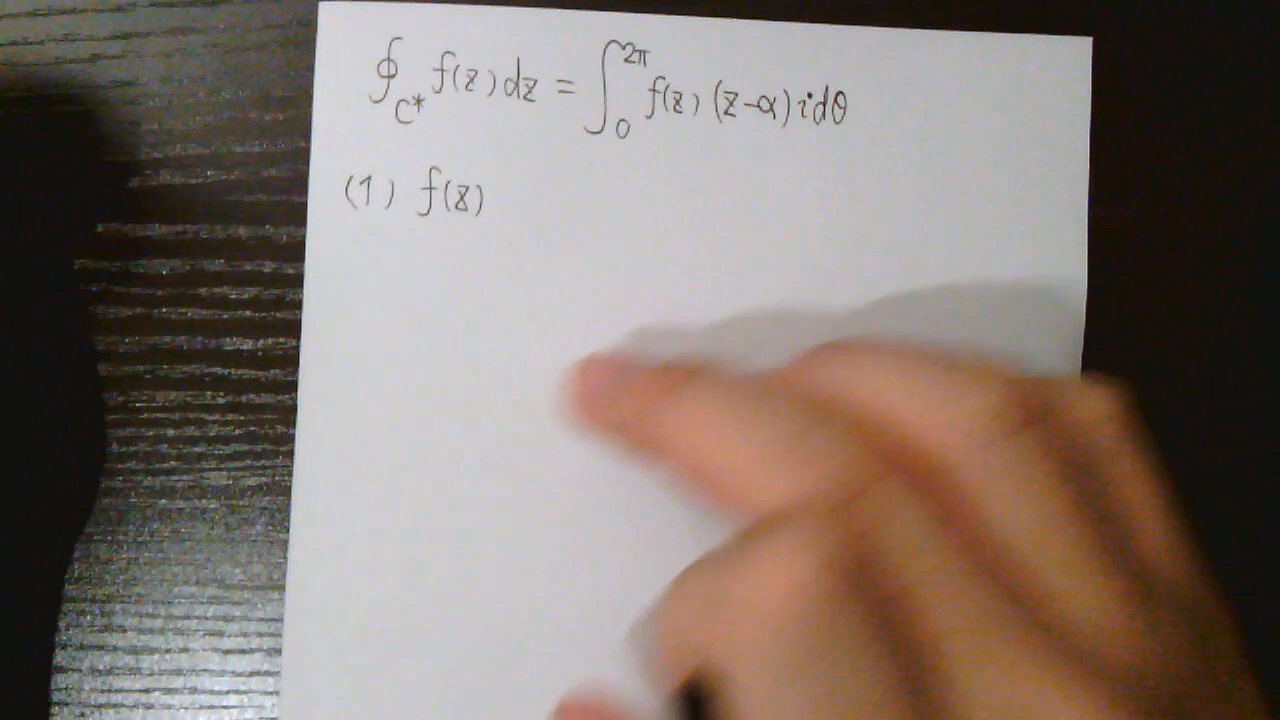 ∮_{C*} f(z) dz = ∫_0^{2π} f(z) (z-α) i dθ
(1) f(z)